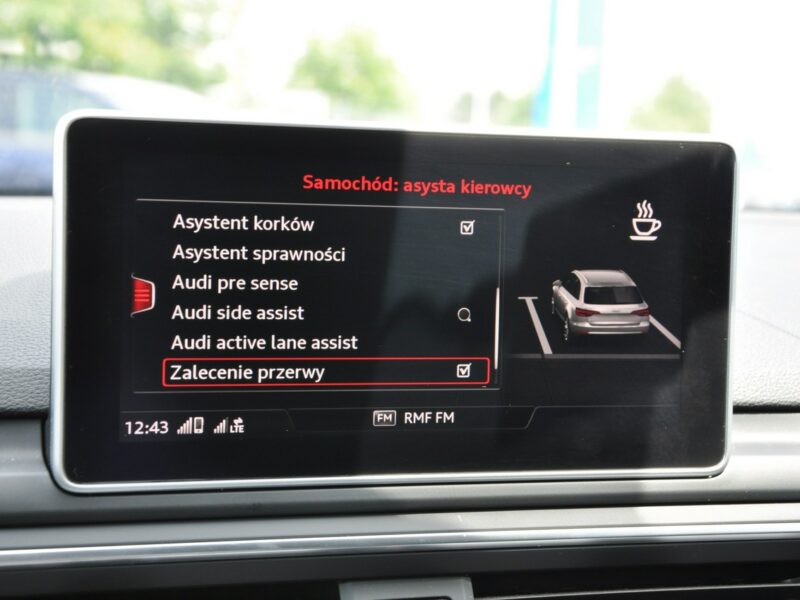 Samochód: asysta kierowcy
Asystent korków
Asystent sprawności
Audi pre sense
Audi side assist
Audi active lane assist
Zalecenie przerwy
12:43 LTE FM RMF FM